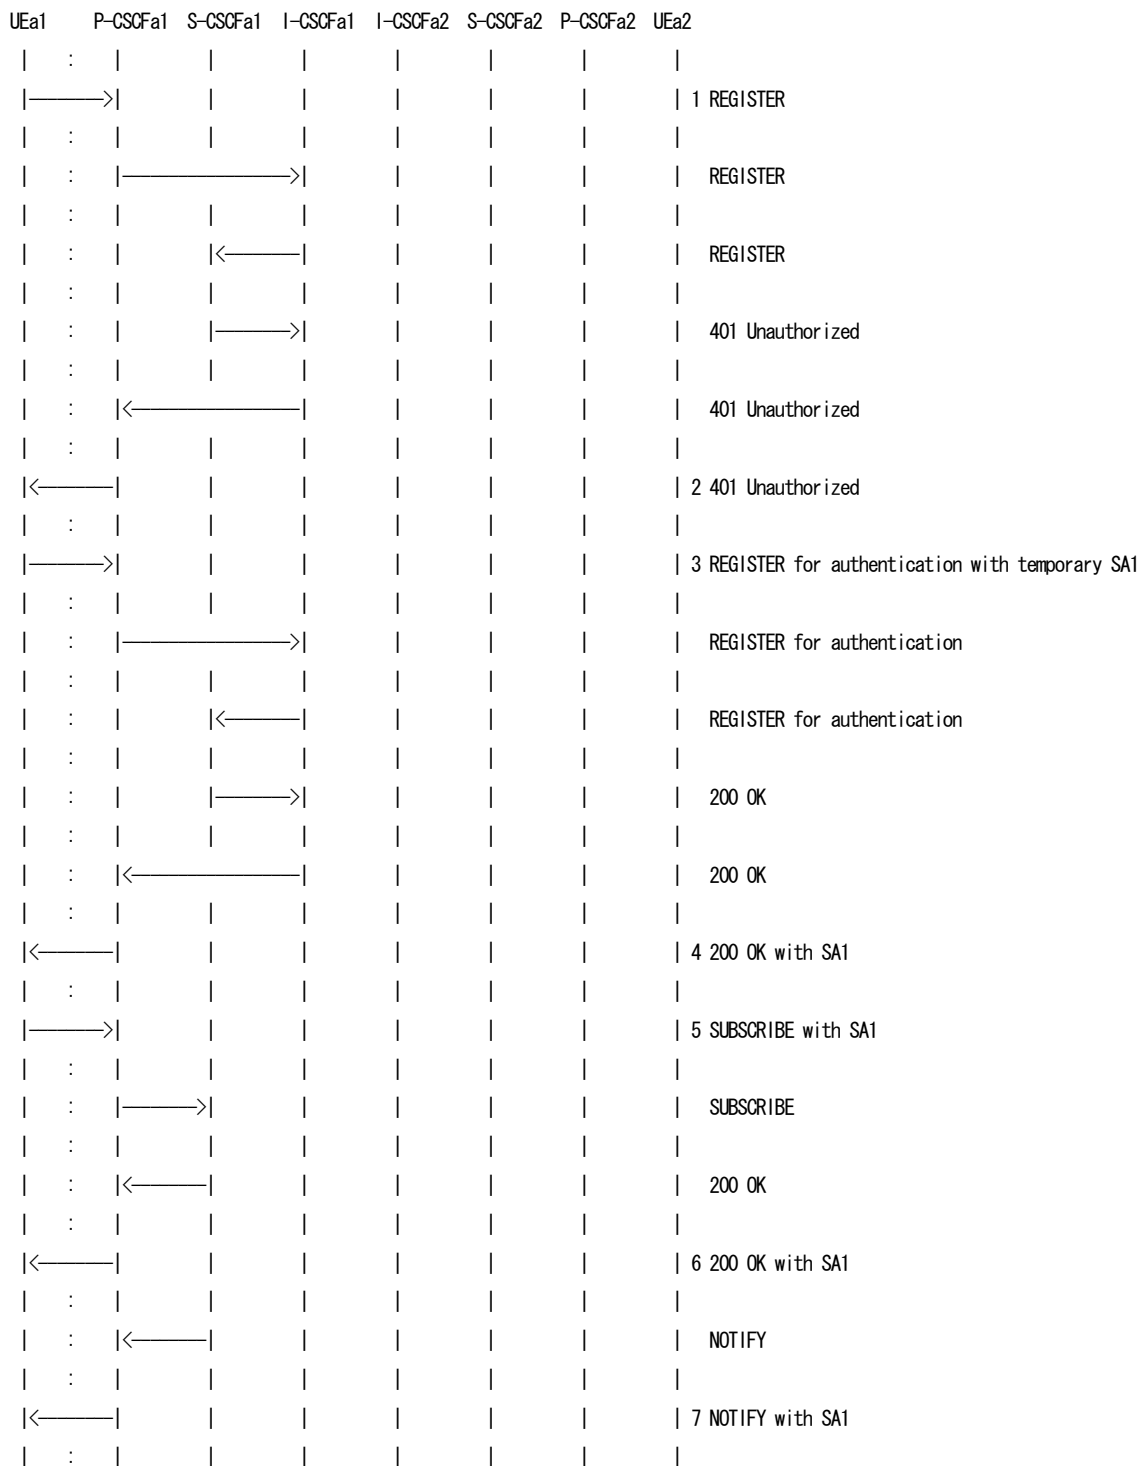 UEa1 P-CSCFa1 S-CSCFa1 I-CSCFa1 I-CSCFa2 S-CSCFa2 P-CSCFa2 UEa2
1 REGISTER
REGISTER
REGISTER
401 Unauthorized
401 Unauthorized
2 401 Unauthorized
3 REGISTER for authentication with temporary SA1
REGISTER for authentication
REGISTER for authentication
200 OK
200 OK
4 200 OK with SA1
5 SUBSCRIBE with SA1
SUBSCRIBE
200 OK
6 200 OK with SA1
NOTIFY
7 NOTIFY with SA1